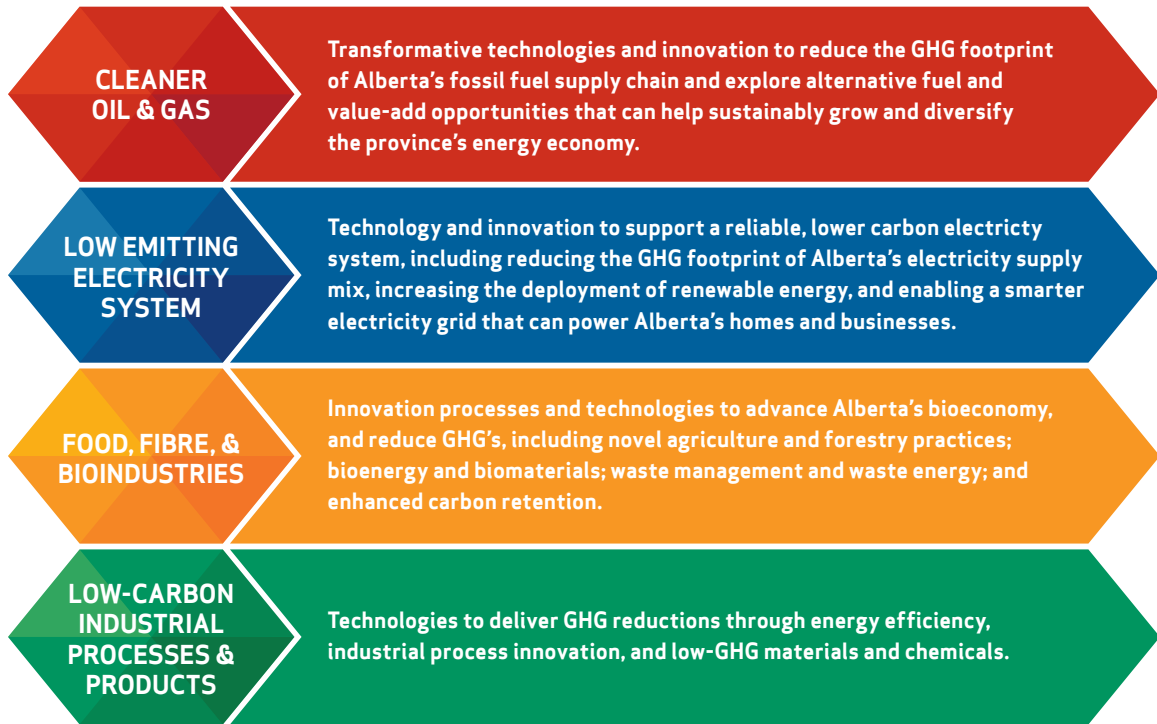 CLEANER
OIL & GAS
Transformative technologies and innovation to reduce the GHG footprint
of Alberta's fossil fuel supply chain and explore alternative fuel and
value-add opportunities that can help sustainably grow and diversify
the province's energy economy.
LOW EMITTING
ELECTRICITY
SYSTEM
Technology and innovation to support a reliable, lower carbon electricty
system, including reducing the GHG footprint of Alberta's electricity supply
mix, increasing the deployment of renewable energy, and enabling a smarter
electricity grid that can power Alberta's homes and businesses.
FOOD, FIBRE, &
BIOINDUSTRIES
Innovation processes and technologies to advance Alberta's bioeconomy,
and reduce GHG's, including novel agriculture and forestry practices;
bioenergy and biomaterials; waste management and waste energy; and
enhanced carbon retention.
LOW-CARBON
INDUSTRIAL
PROCESSES &
PRODUCTS
Technologies to deliver GHG reductions through energy efficiency,
industrial process innovation, and low-GHG materials and chemicals.